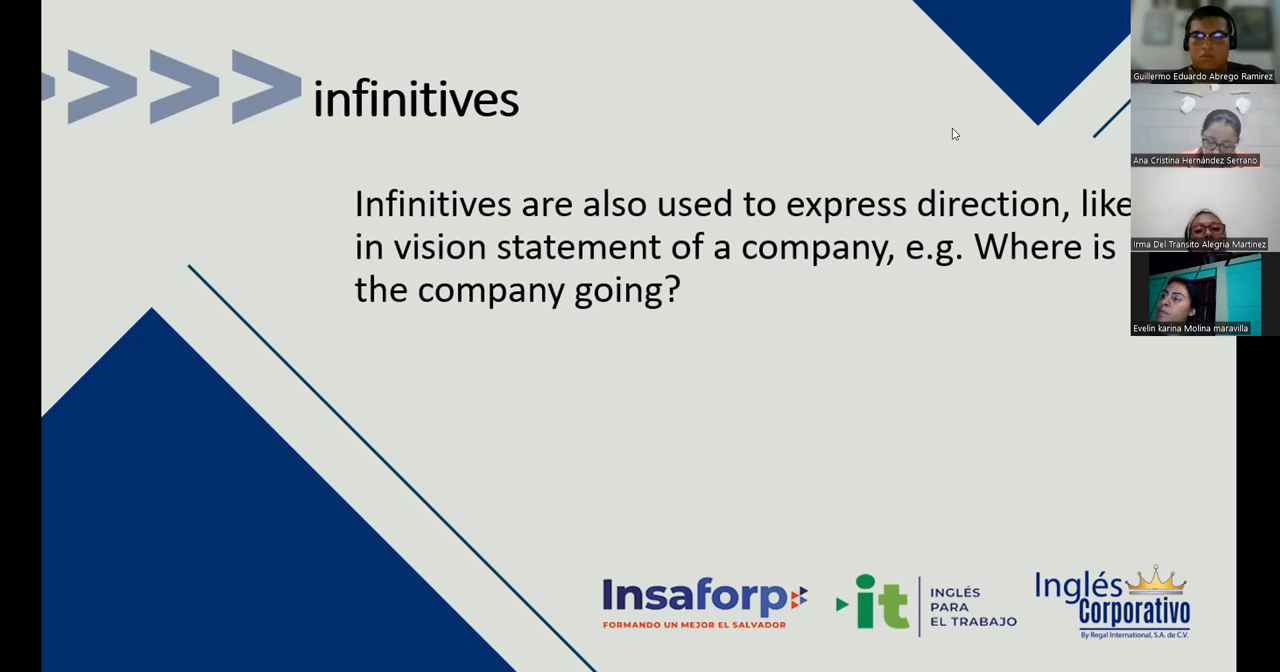 infinitives
Infinitives are also used to express direction, like
in vision statement of a company, e.g. Where is
the company going?
Guillermo Eduardo Abrego Ramirez
Ana Cristina Hernández Serrano
Irma Del Transito Alegria Martinez
Evelin karina Molina maravilla
Insaforp
FORMANDO UN MEJOR EL SALVADOR
it
INGLÉS
PARA
EL TRABAJO
Inglés
Corporativo
By Regal International, S.A. de C.V.